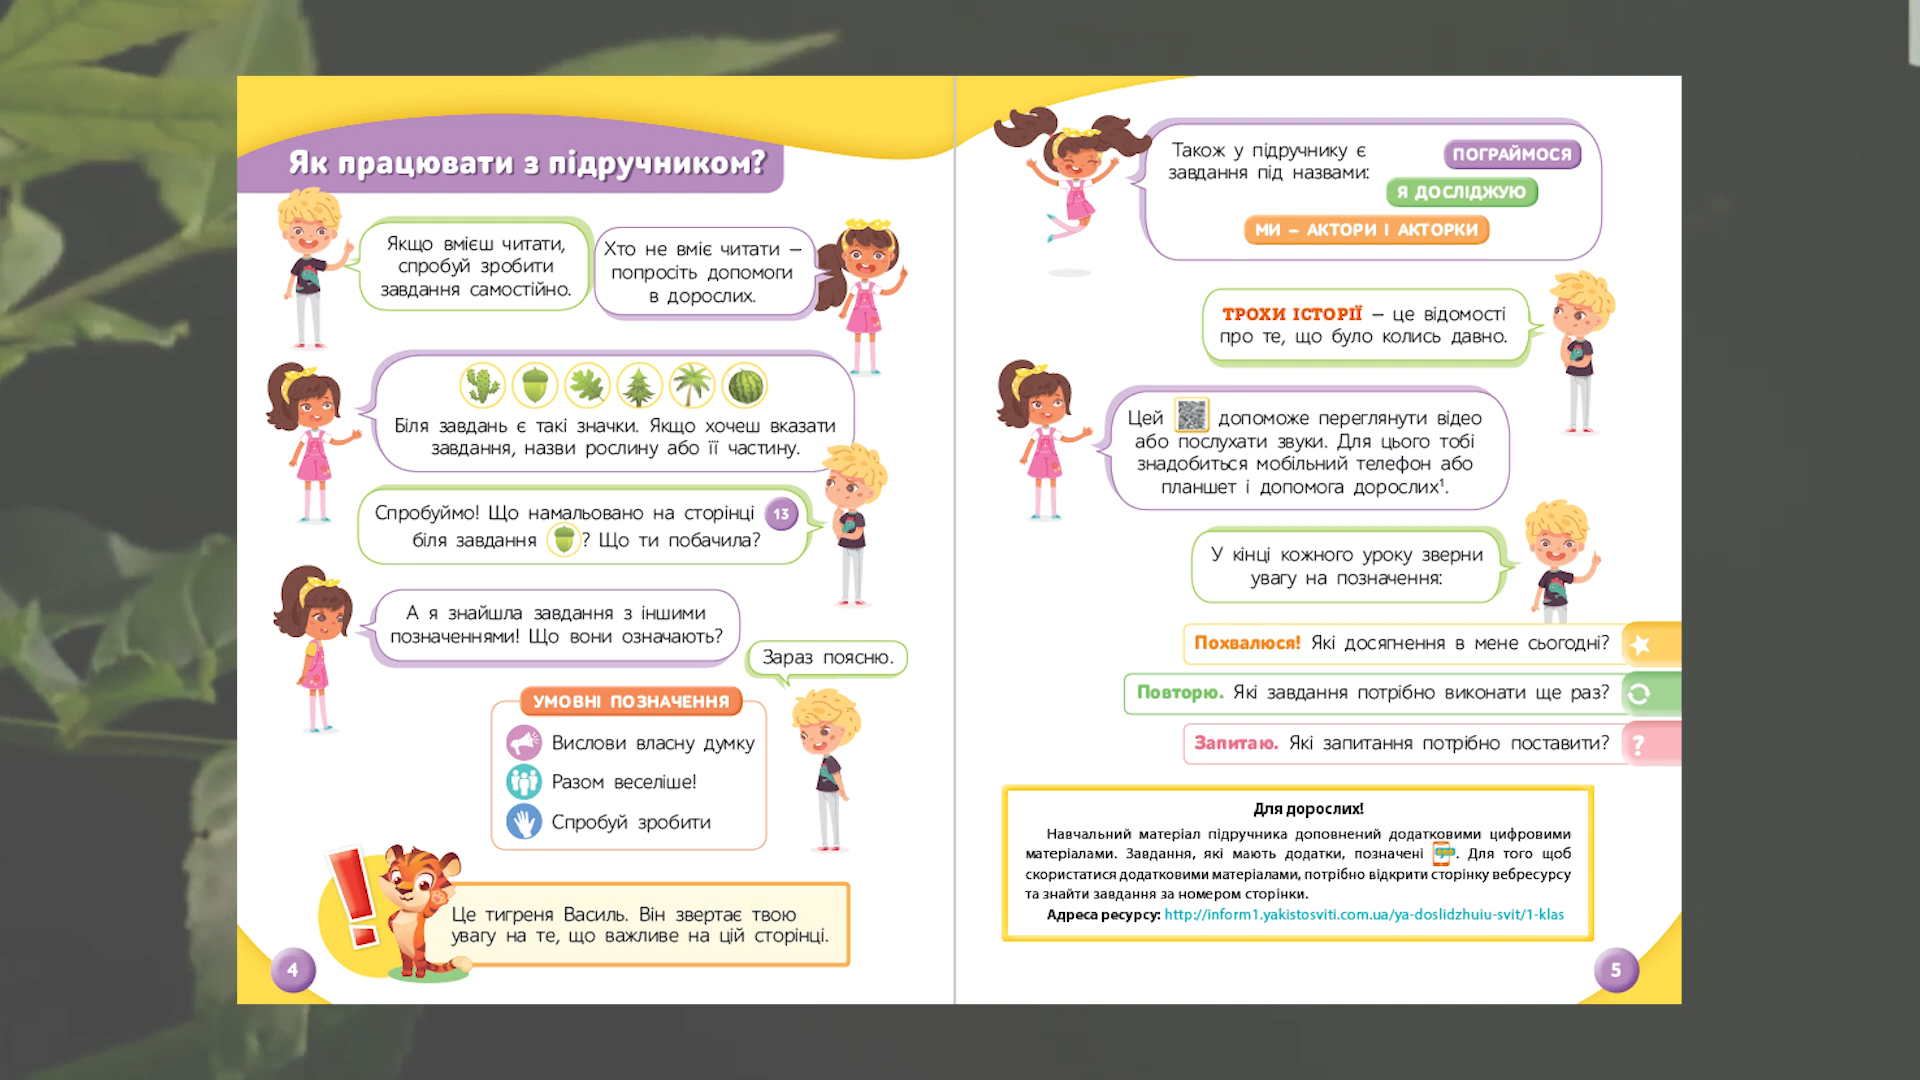 Як працювати з підручником?
Якщо вмієш читати,
спробуй зробити
завдання самостійно.
Хто не вміє читати –
попросіть допомоги
в дорослих.
Біля завдань є такі значки. Якщо хочеш вказати
завдання, назви рослину або її частину.
Спробуймо! Що намальовано на сторінці 13
біля завдання ? Що ти побачила?
А я знайшла завдання з іншими
позначеннями! Що вони означають?
Зараз поясню.
УМОВНІ ПОЗНАЧЕННЯ
Вислови власну думку
Разом веселіше!
Спробуй зробити
Це тигреня Василь. Він звертає твою
увагу на те, що важливе на цій сторінці.
4
Також у підручнику є
завдання під назвами:
ПОГРАЙМОСЯ
Я ДОСЛІДЖУЮ
МИ – АКТОРИ І АКТОРКИ
ТРОХИ ІСТОРІЇ – це відомості
про те, що було колись давно.
Цей допоможе переглянути відео
або послухати звуки. Для цього тобі
знадобиться мобільний телефон або
планшет і допомога дорослих¹.
У кінці кожного уроку зверни
увагу на позначення:
Похвалюся! Які досягнення в мене сьогодні?
Повторю. Які завдання потрібно виконати ще раз?
Запитаю. Які запитання потрібно поставити?
?
Для дорослих!
Навчальний матеріал підручника доповнений додатковими цифровими
матеріалами. Завдання, які мають додатки, позначені . Для того щоб
скористатися додатковими матеріалами, потрібно відкрити сторінку вебресурсу
та знайти завдання за номером сторінки.
Адреса ресурсу: http://inform1.yakistosviti.com.ua/ya-doslidzhuiu-svit/1-klas
5